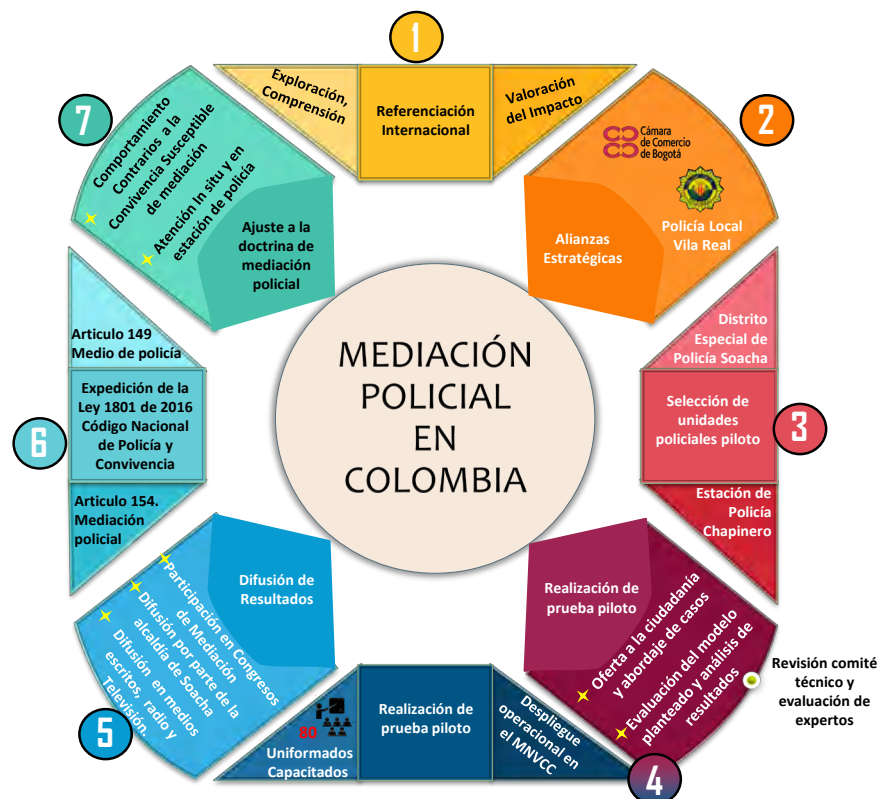 MEDIACIÓN
POLICIAL
EN
COLOMBIA
1
Exploración,
Comprensión
Referenciación
Internacional
Valoración
del Impacto
2
Cámara
de Comercio
de Bogotá
Policía Local
Vila Real
Alianzas
Estratégicas
3
Distrito
Especial de
Policía Soacha
Selección de
unidades
policiales piloto
Estación de
Policía
Chapinero
4
Realización de
prueba piloto
Oferta a la ciudadanía
y abordaje de casos
Evaluación del modelo
planteado y análisis de
resultados
Revisión comité
técnico y
evaluación de
expertos
Despliegue
operacional en
el MNVCC
Realización de
prueba piloto
80
Uniformados
Capacitados
5
Difusión de
Resultados
Participación en Congresos
de Mediación
Difusión por parte de la
alcaldía de Soacha
Difusión en medios
escritos, radio y
Televisión.
6
Articulo 149
Medio de policía
Expedición de la
Ley 1801 de 2016
Código Nacional
de Policía y
Convivencia
Articulo 154.
Mediación
policial
7
Comportamiento
Contrarios a la
Convivencia Susceptible
de mediación
Atención In situ y en
estación de policía
Ajuste a la
doctrina de
mediación
policial